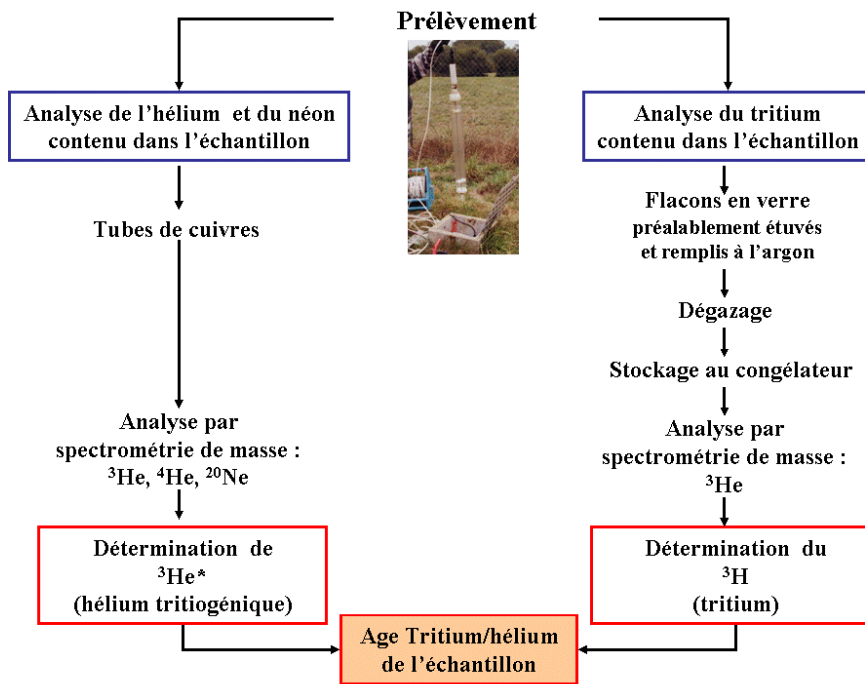 Prélèvement
Analyse de l'hélium et du néon
contenu dans l'échantillon
Tubes de cuivres
Analyse par
spectrométrie de masse :
³He, ⁴He, ²⁰Ne
Détermination de
³He*
(hélium tritiogénique)
Analyse du tritium
contenu dans l'échantillon
Flacons en verre
préalablement étuvés
et remplis à l'argon
Dégazage
Stockage au congélateur
Analyse par
spectrométrie de masse :
³He
Détermination du
³H
(tritium)
Age Tritium/hélium
de l'échantillon